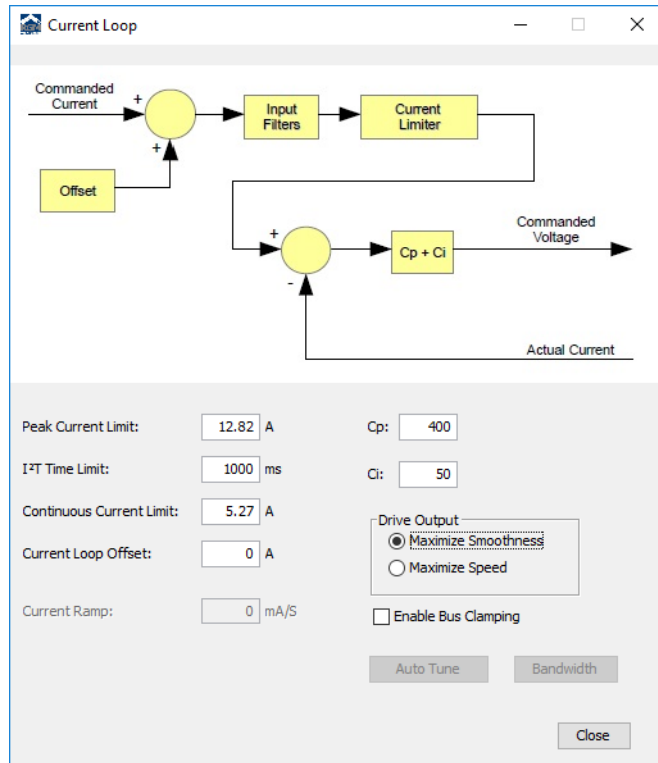 Current Loop
Commanded
Current
+
+
Offset
Input
Filters
Current
Limiter
+
-
Cp + Ci
Commanded
Voltage
Actual Current
Peak Current Limit: 12.82 A
Cp: 400
I²T Time Limit: 1000 ms
Ci: 50
Continuous Current Limit: 5.27 A
Drive Output
Maximize Smoothness
Current Loop Offset: 0 A
Maximize Speed
Current Ramp: 0 mA/S
Enable Bus Clamping
Auto Tune
Bandwidth
Close